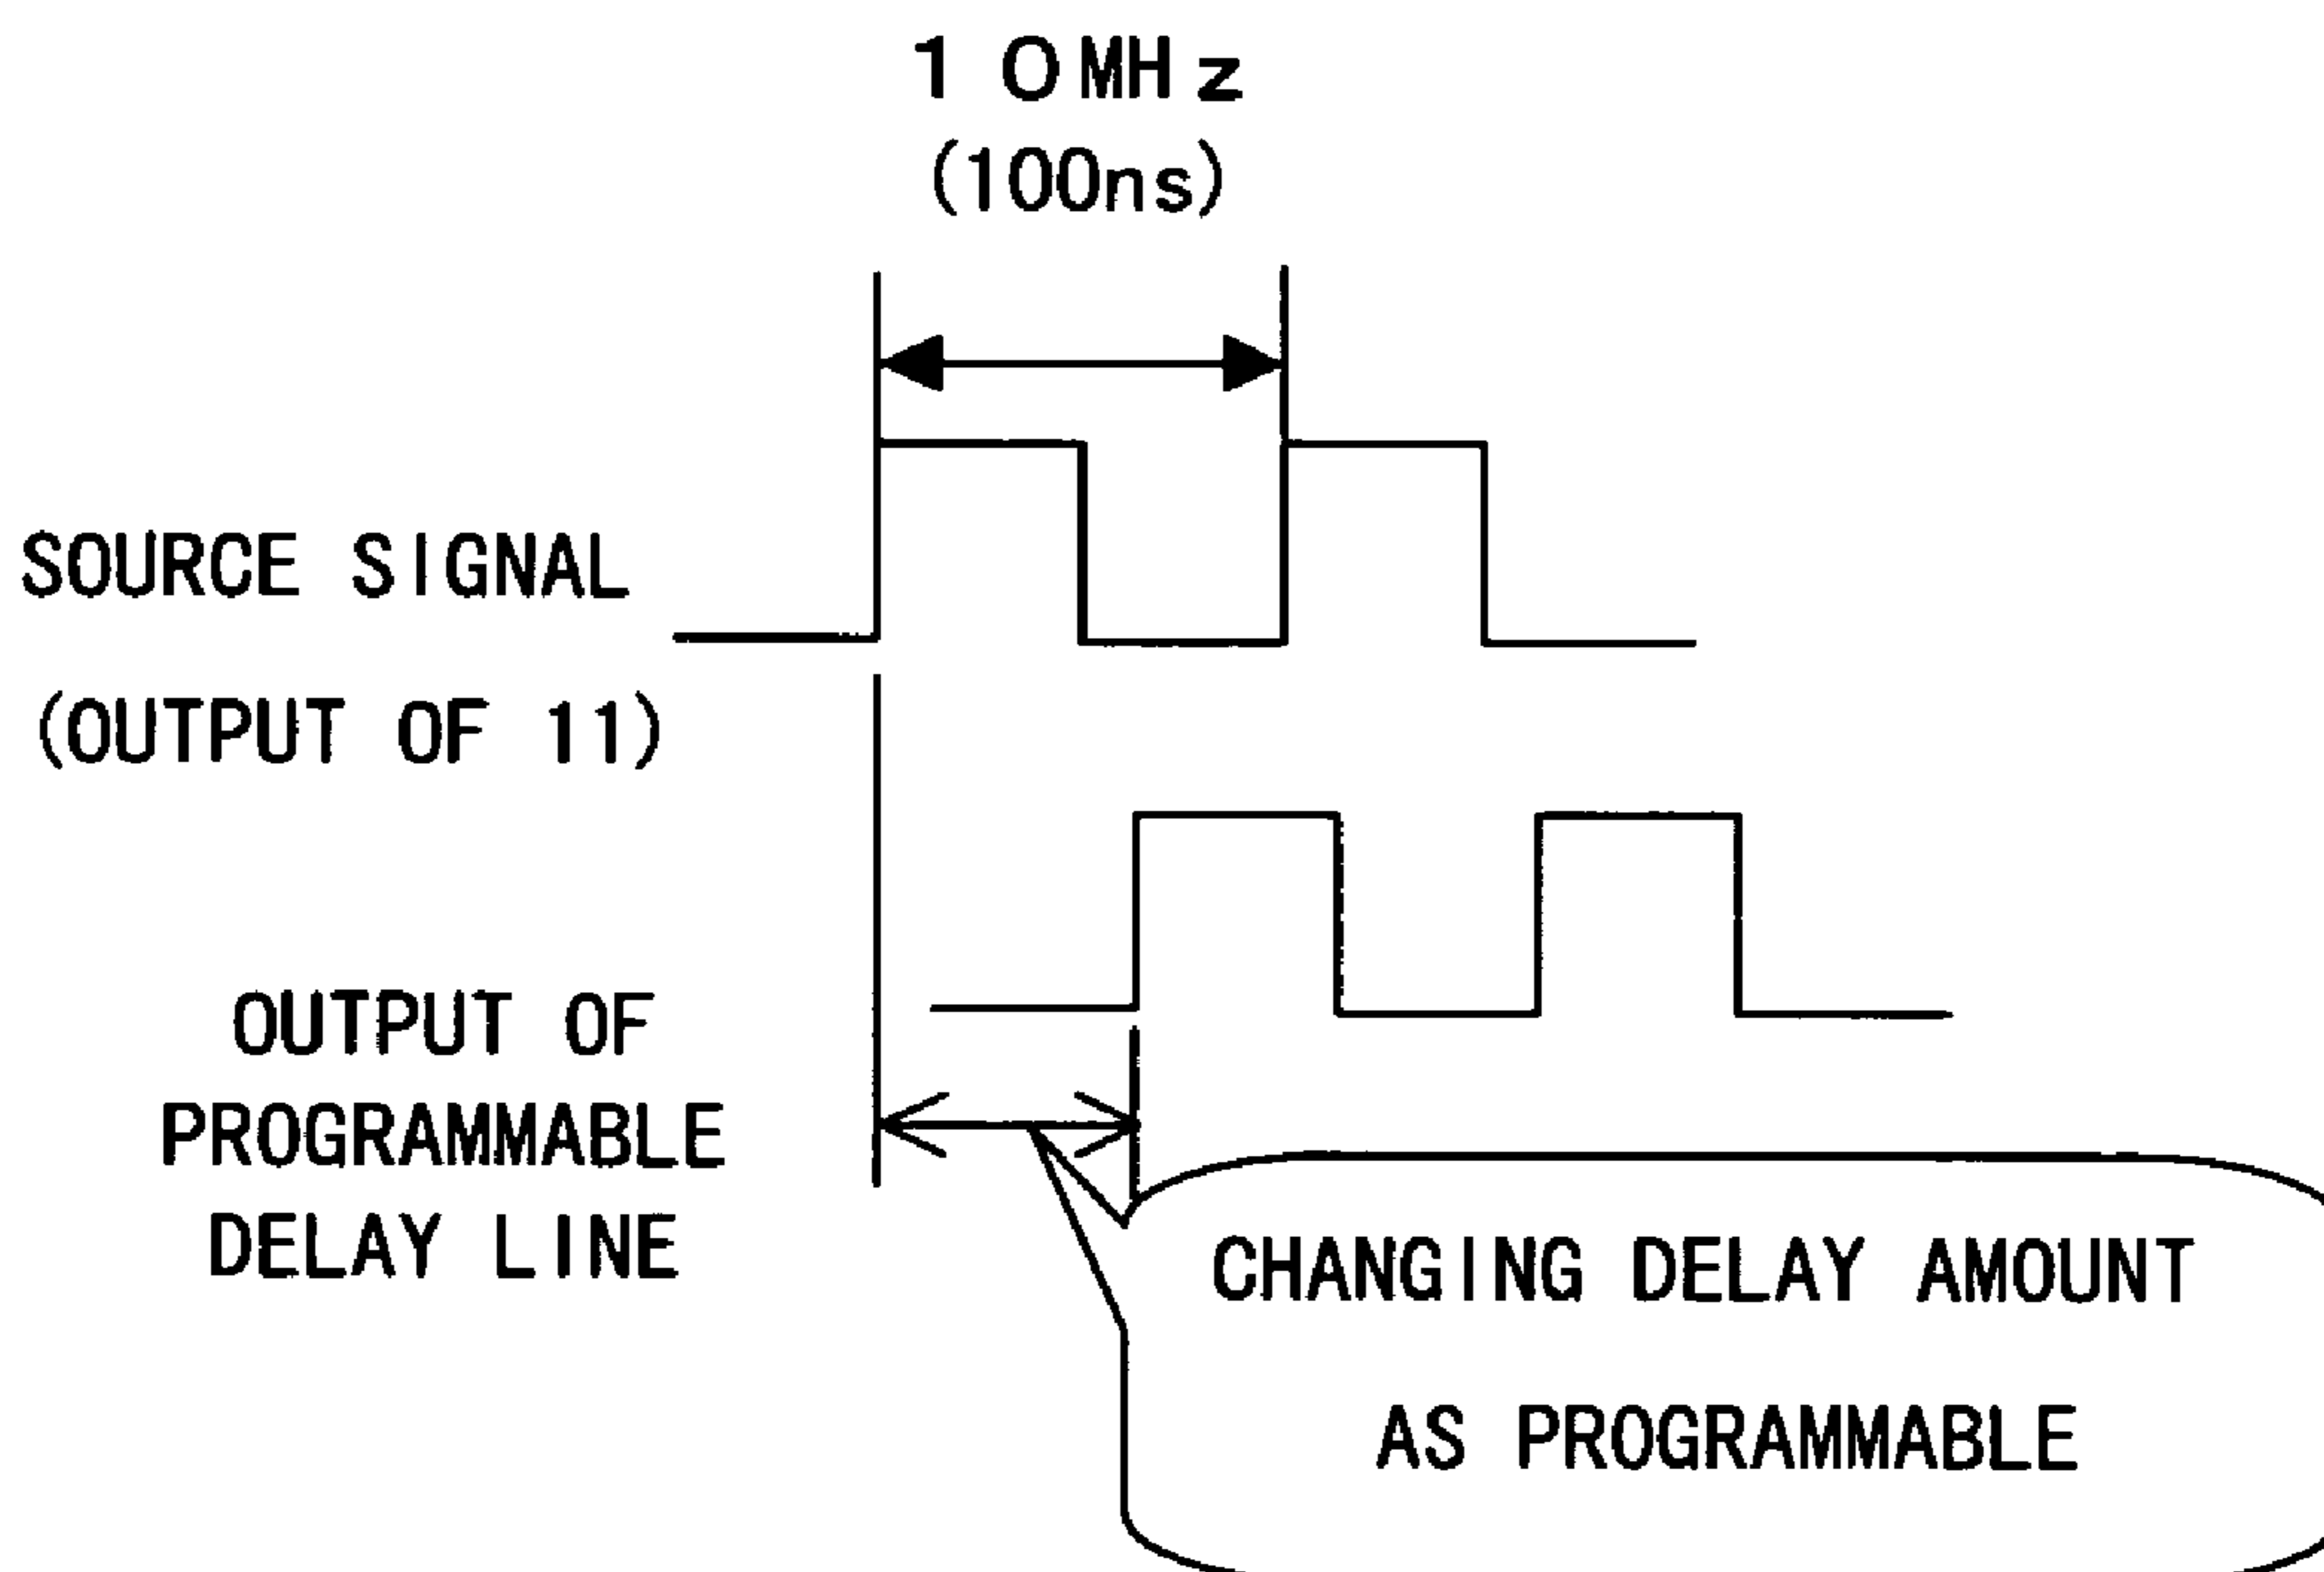 10MHz
(100ns)
SOURCE SIGNAL
(OUTPUT OF 11)
OUTPUT OF
PROGRAMMABLE
DELAY LINE
CHANGING DELAY AMOUNT
AS PROGRAMMABLE